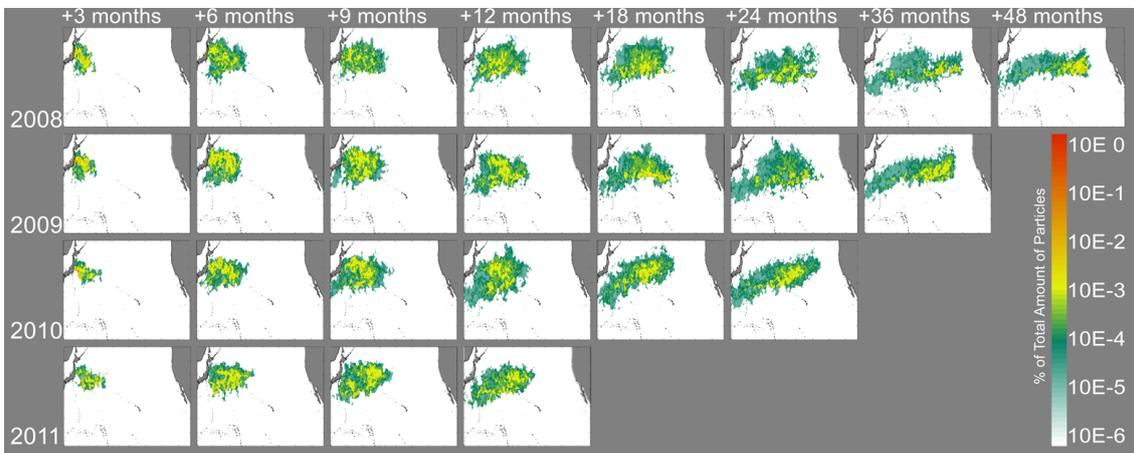 +3 months +6 months +9 months +12 months +18 months +24 months +36 months +48 months
2008
2009
2010
2011
% of Total Amount of Particles
10E 0
10E-1
10E-2
10E-3
10E-4
10E-5
10E-6